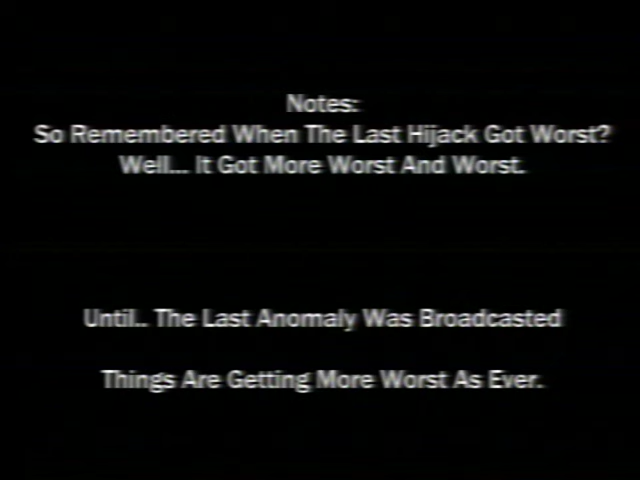 Notes:
So Remembered When The Last Hijack Got Worst?
Well... It Got More Worst And Worst.
Until.. The Last Anomaly Was Broadcasted
Things Are Getting More Worst As Ever.